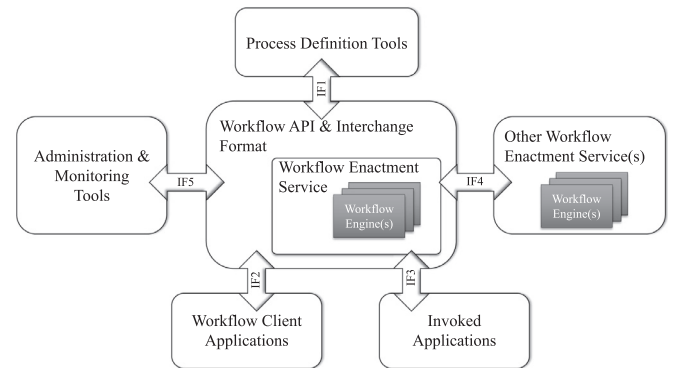 Process Definition Tools
IF1
Workflow API & Interchange
Format
Workflow Enactment
Service
Workflow
Engine(s)
Administration &
Monitoring
Tools
IF5
IF4
Other Workflow
Enactment Service(s)
Workflow
Engine(s)
IF2
IF3
Workflow Client
Applications
Invoked
Applications